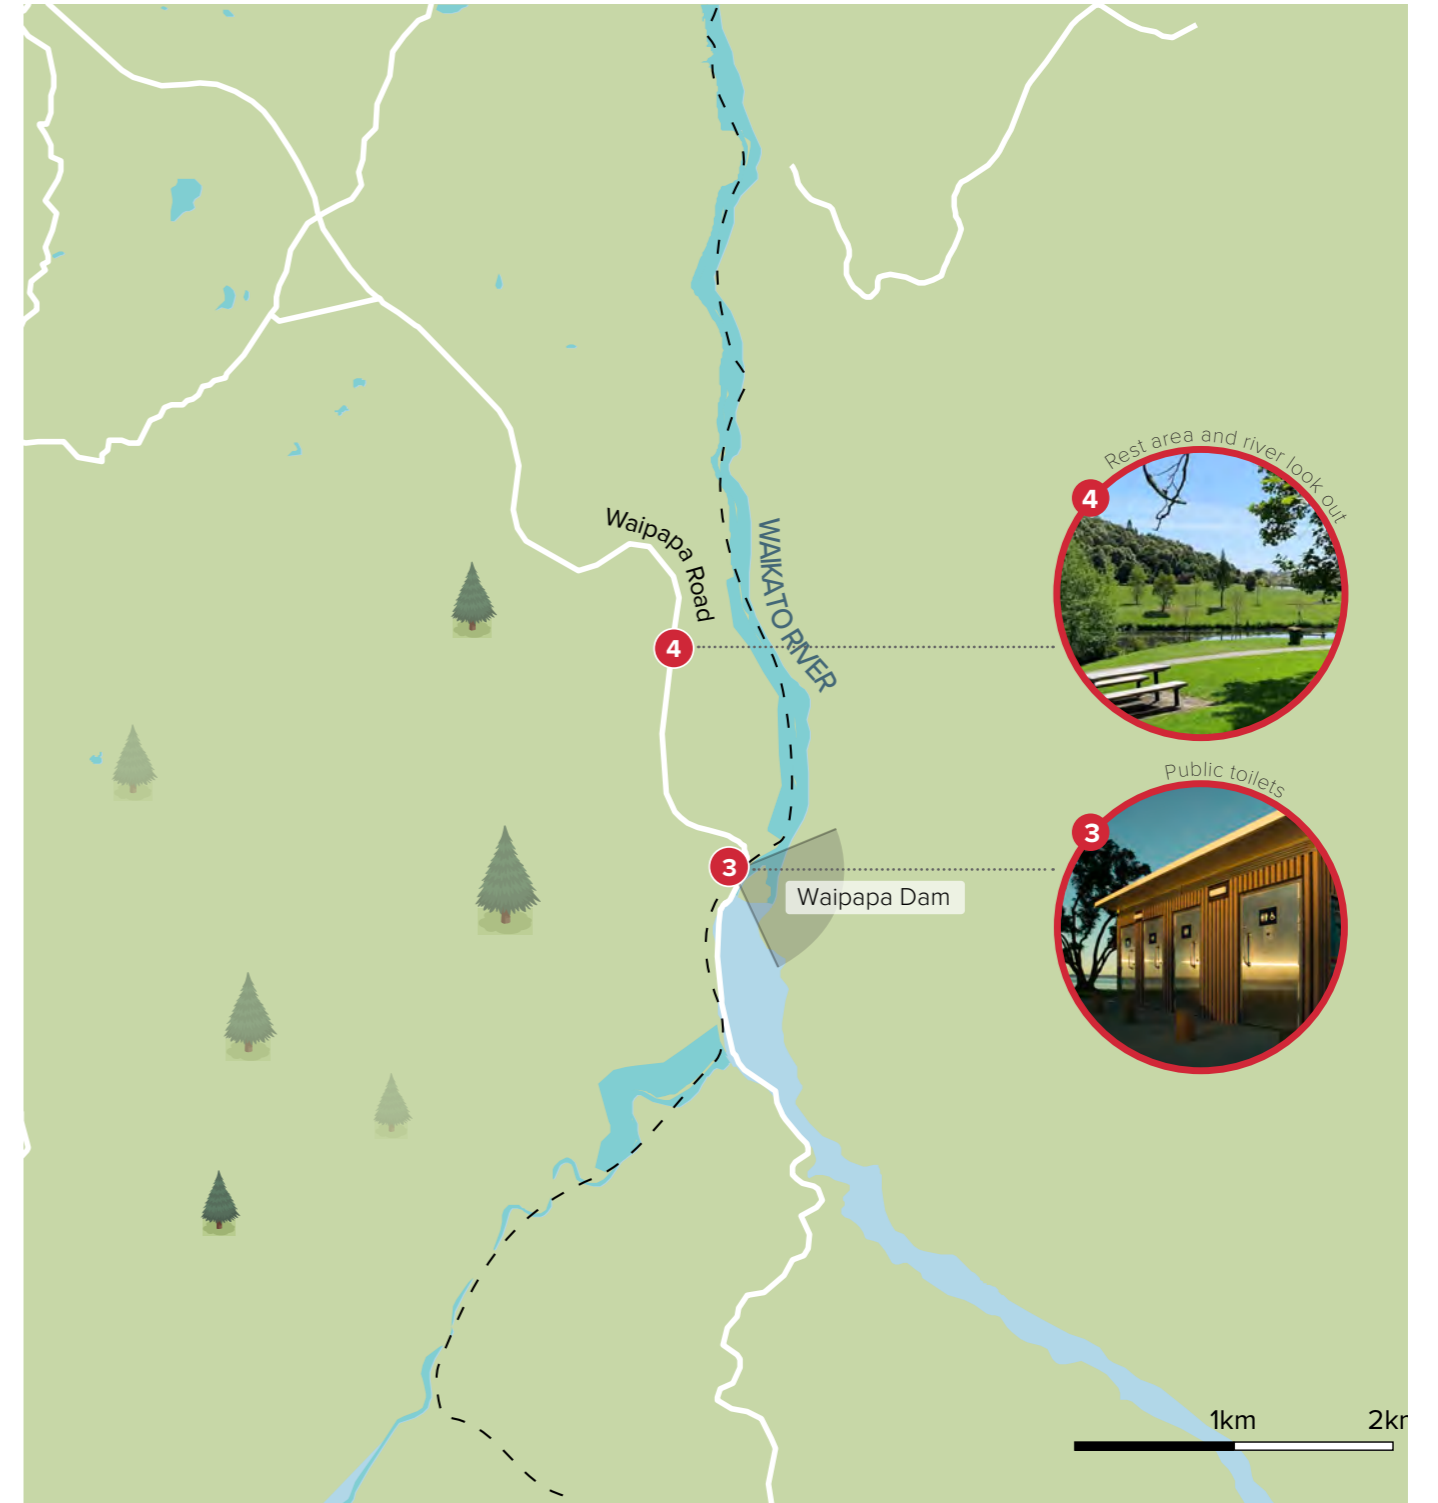 Rest area and river look out
4
Waipapa Road
WAIKATO RIVER
4
Public toilets
3
3
Waipapa Dam
1km
2kr